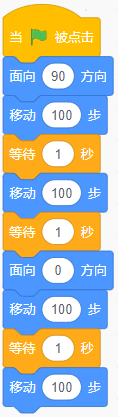 当 被点击
面向 90 方向
移动 100 步
等待 1 秒
移动 100 步
等待 1 秒
面向 0 方向
移动 100 步
等待 1 秒
移动 100 步